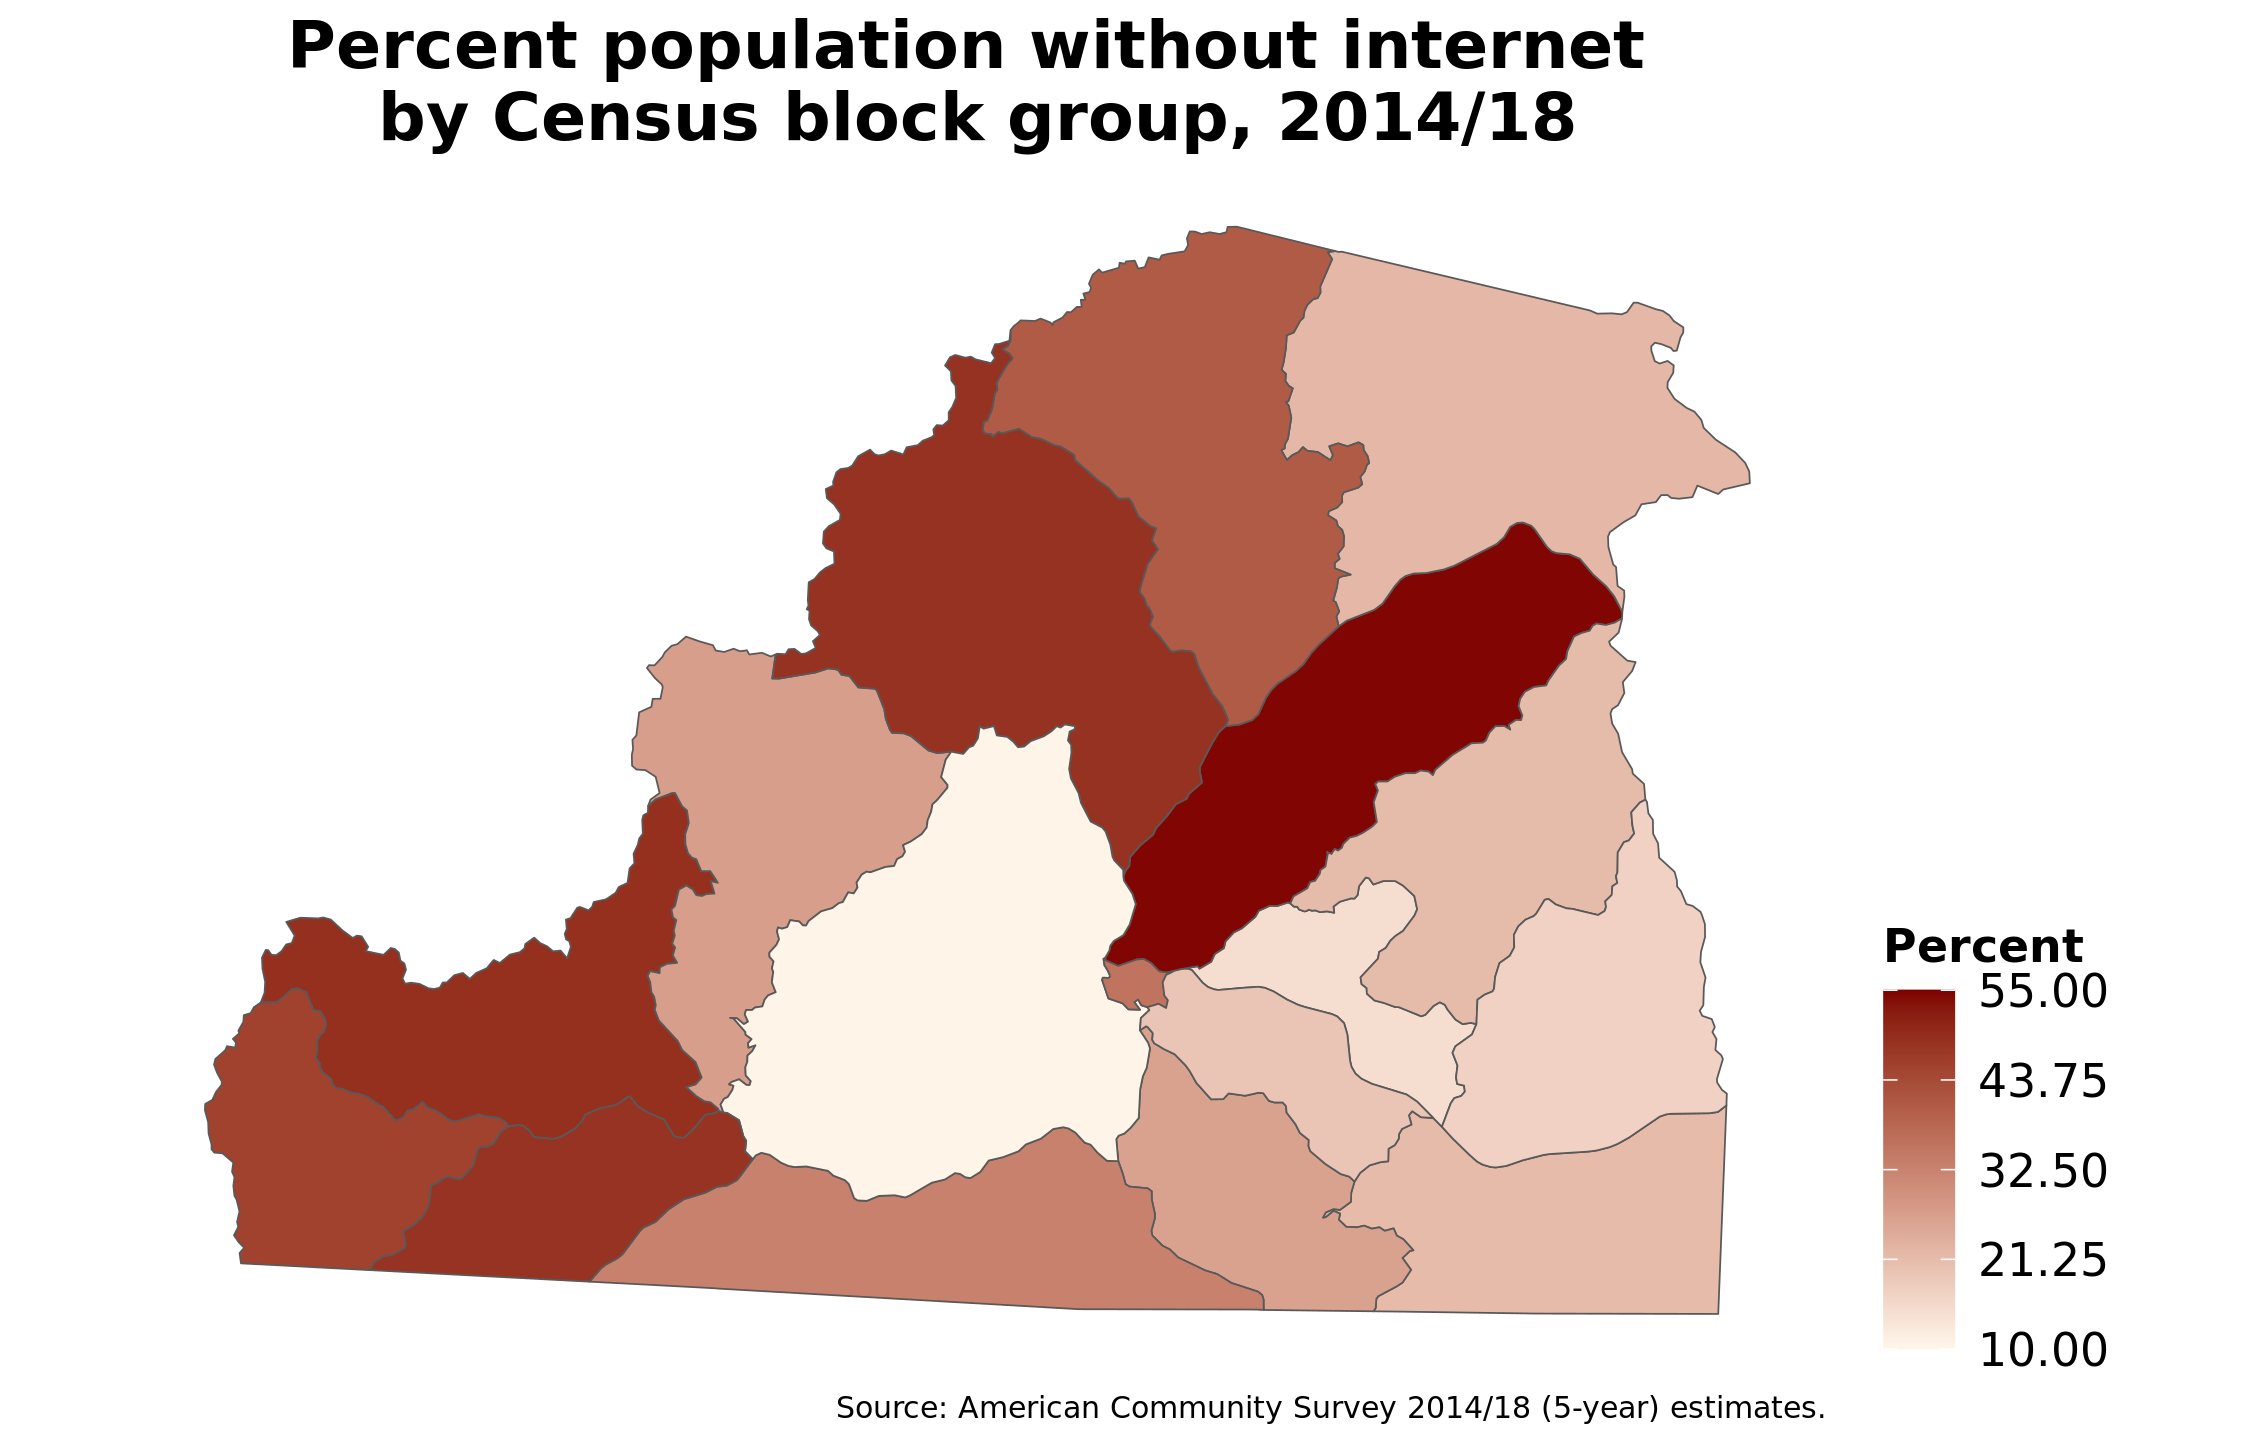 Percent population without internet
by Census block group, 2014/18
Percent
55.00
43.75
32.50
21.25
10.00
Source: American Community Survey 2014/18 (5-year) estimates.